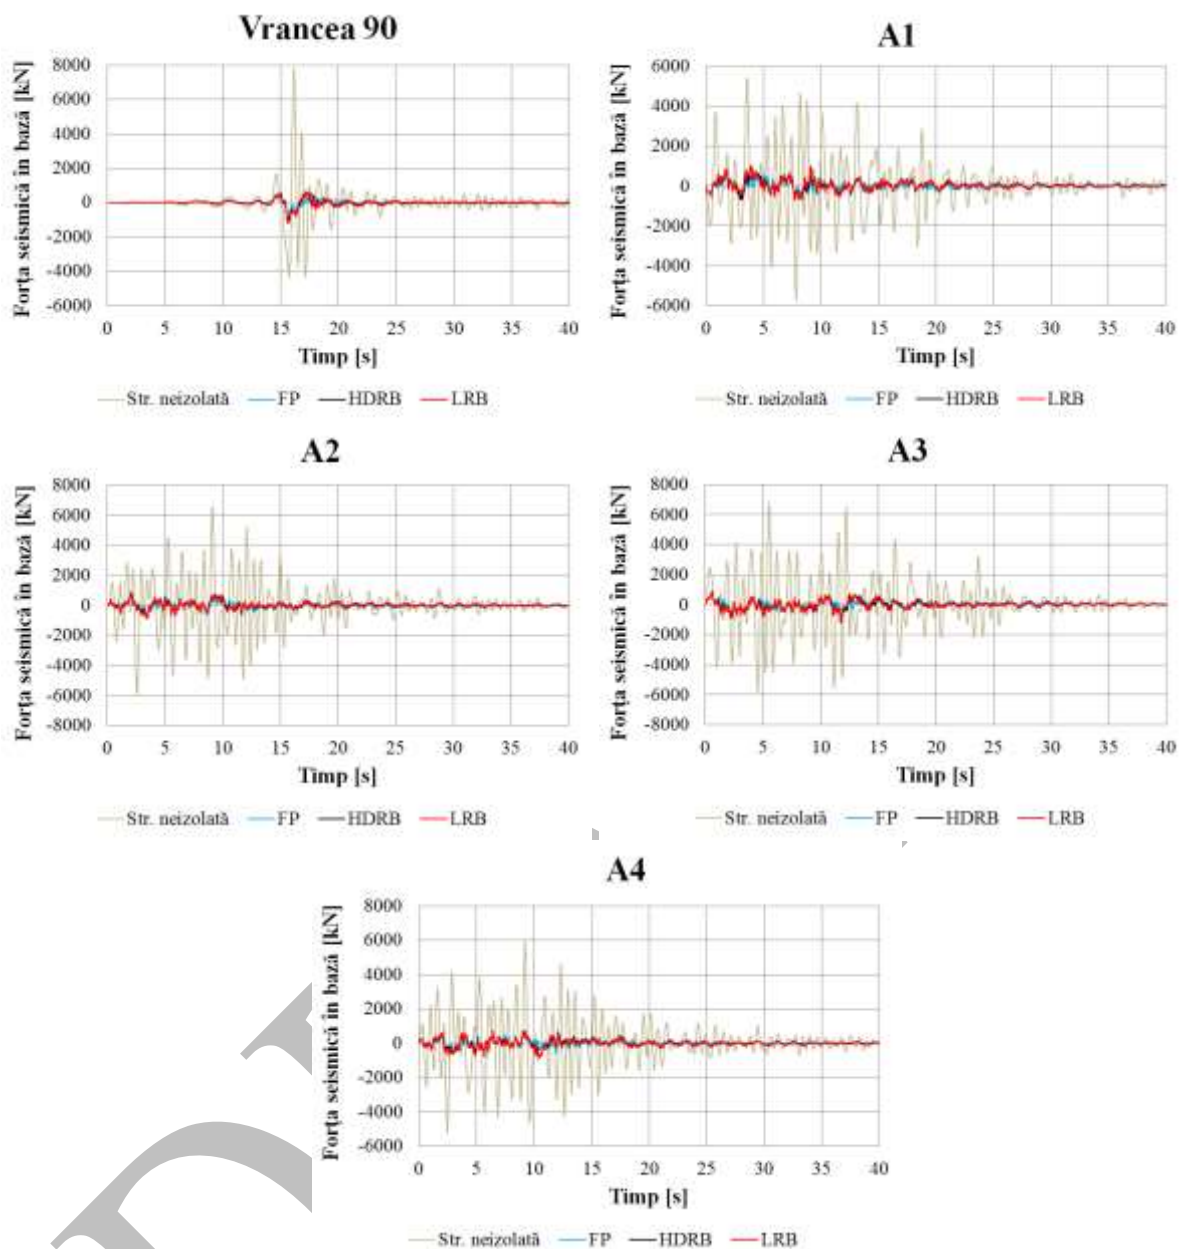 Vrancea 90
Forța seismică în bază [kN]
8000
6000
4000
2000
0
-2000
-4000
-6000
0 5 10 15 20 25 30 35 40
Timp [s]
Str. neizolată FP HDRB LRB
A1
Forța seismică în bază [kN]
6000
4000
2000
0
-2000
-4000
-6000
0 5 10 15 20 25 30 35 40
Timp [s]
Str. neizolată FP HDRB LRB
A2
Forța seismică în bază [kN]
8000
6000
4000
2000
0
-2000
-4000
-6000
-8000
0 5 10 15 20 25 30 35 40
Timp [s]
Str. neizolată FP HDRB LRB
A3
Forța seismică în bază [kN]
8000
6000
4000
2000
0
-2000
-4000
-6000
-8000
0 5 10 15 20 25 30 35 40
Timp [s]
Str. neizolată FP HDRB LRB
A4
Forța seismică în bază [kN]
8000
6000
4000
2000
0
-2000
-4000
-6000
0 5 10 15 20 25 30 35 40
Timp [s]
Str. neizolată FP HDRB LRB